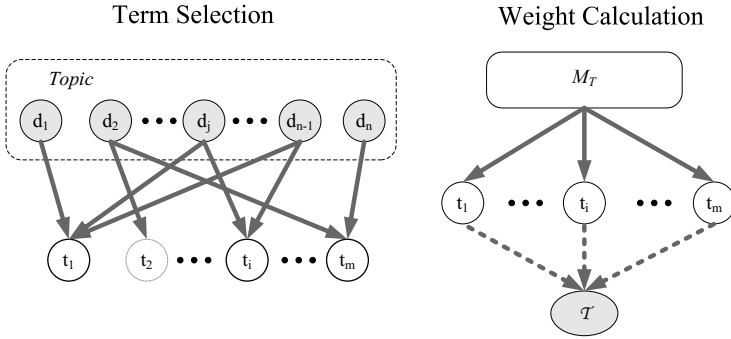 Term Selection
Topic
d1 d2 ••• dj ••• dn-1 dn
t1 t2 ••• ti ••• tm
Weight Calculation
MT
t1 ••• ti ••• tm
𝒯